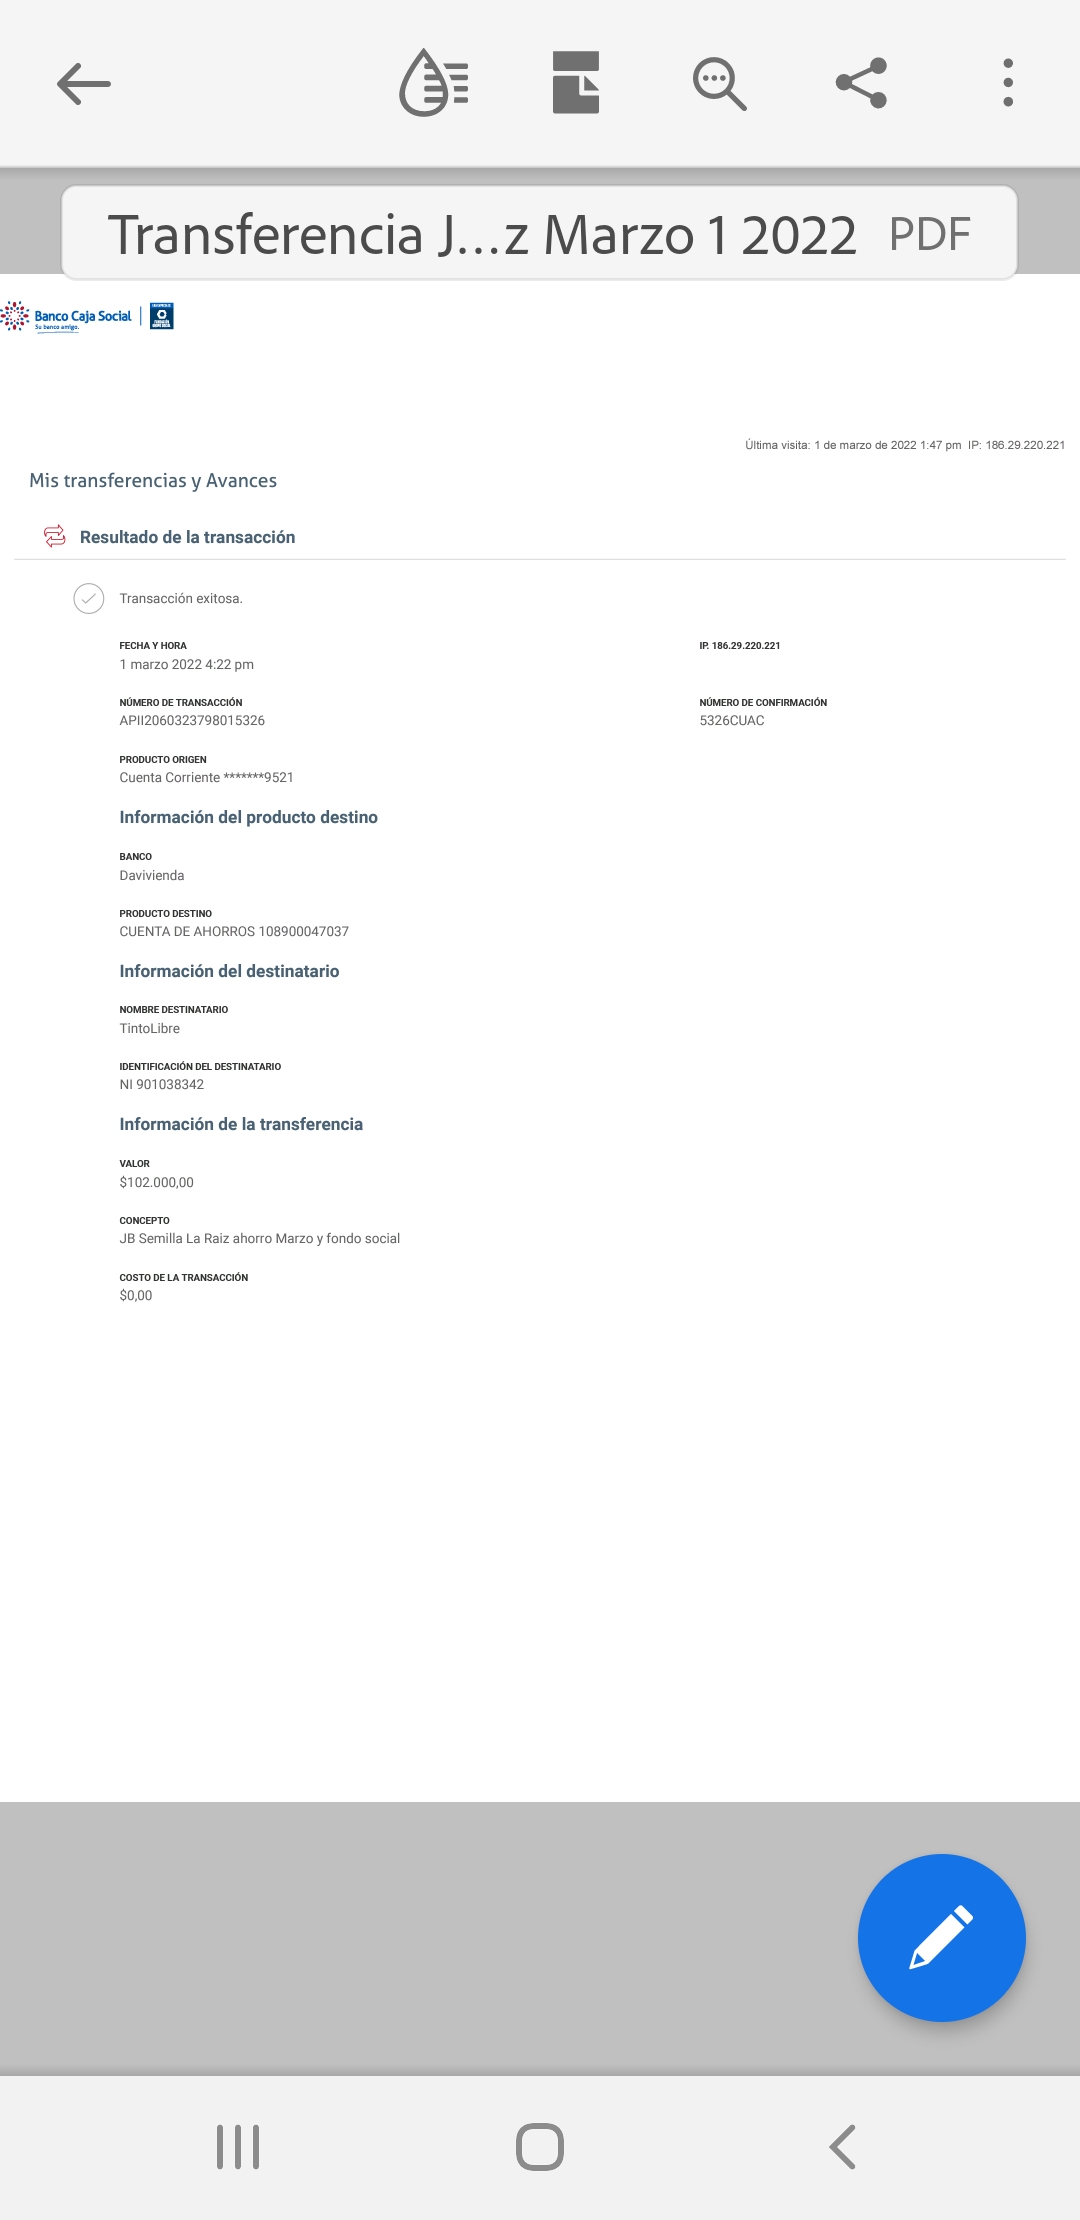 Transferencia J...z Marzo 1 2022 PDF
Banco Caja Social
Su banco amigo.
Última visita: 1 de marzo de 2022 1:47 pm IP: 186.29.220.221
Mis transferencias y Avances
Resultado de la transacción
Transacción exitosa.
FECHA Y HORA
IP. 186.29.220.221
1 marzo 2022 4:22 pm
NÚMERO DE TRANSACCIÓN
NÚMERO DE CONFIRMACIÓN
APII2060323798015326
5326CUAC
PRODUCTO ORIGEN
Cuenta Corriente *******9521
Información del producto destino
BANCO
Davivienda
PRODUCTO DESTINO
CUENTA DE AHORROS 108900047037
Información del destinatario
NOMBRE DESTINATARIO
TintoLibre
IDENTIFICACIÓN DEL DESTINATARIO
NI 901038342
Información de la transferencia
VALOR
$102.000,00
CONCEPTO
JB Semilla La Raiz ahorro Marzo y fondo social
COSTO DE LA TRANSACCIÓN
$0,00